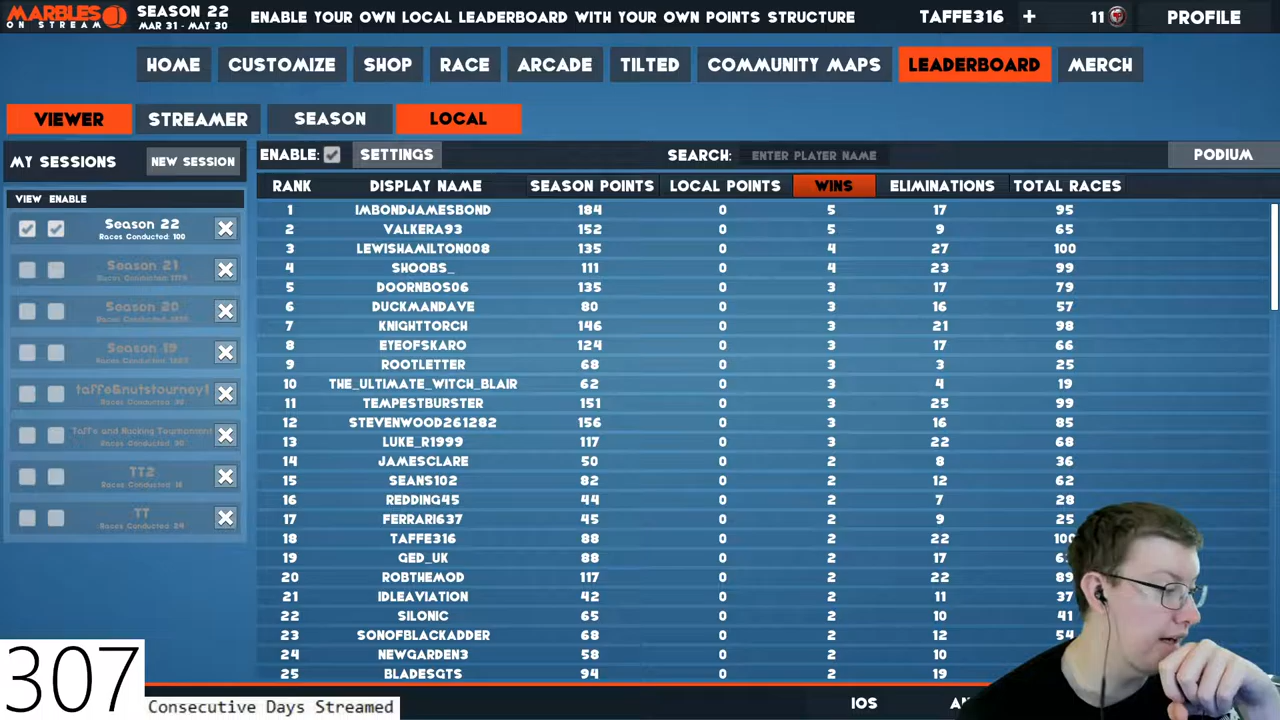 MARBLES ON STREAM
SEASON 22
MAR 31 - MAY 30
ENABLE YOUR OWN LOCAL LEADERBOARD WITH YOUR OWN POINTS STRUCTURE
TAFFE316 + 11 PROFILE
HOME CUSTOMIZE SHOP RACE ARCADE TILTED COMMUNITY MAPS LEADERBOARD MERCH
VIEWER STREAMER SEASON LOCAL
MY SESSIONS NEW SESSION
VIEW ENABLE
Season 22
Races Conducted: 100
Season 21
Season 20
Season 19
taffe&nutstourney1
Taffe and Nucking Tournament
TT2
TT
ENABLE: SETTINGS SEARCH: ENTER PLAYER NAME PODIUM
RANK DISPLAY NAME SEASON POINTS LOCAL POINTS WINS ELIMINATIONS TOTAL RACES
1 IMBONDJAMESBOND 184 0 5 17 95
2 VALKERA93 152 0 5 9 65
3 LEWISHAMILTON008 135 0 4 27 100
4 SHOOBS_ 111 0 4 23 99
5 DOORNBOS06 135 0 3 17 79
6 DUCKMANDAVE 80 0 3 16 57
7 KNIGHTTORCH 146 0 3 21 98
8 EYEOFSKARO 124 0 3 17 66
9 ROOTLETTER 68 0 3 3 25
10 THE_ULTIMATE_WITCH_BLAIR 62 0 3 4 19
11 TEMPESTBURSTER 151 0 3 25 99
12 STEVENWOOD261282 156 0 3 16 85
13 LUKE_R1999 117 0 3 22 68
14 JAMESCLARE 50 0 2 8 36
15 SEANS102 82 0 2 12 62
16 REDDING45 44 0 2 7 28
17 FERRARI637 45 0 2 9 25
18 TAFFE316 88 0 2 22 100
19 GED_UK 88 0 2 17
20 ROBTHEMOD 117 0 2 22 89
21 IDLEAVIATION 42 0 2 11 37
22 SILONIC 65 0 2 10 41
23 SONOFBLACKADDER 68 0 2 12 54
24 NEWGARDEN3 58 0 2 10
25 BLADESGTS 94 0 2 19
IOS
307
Consecutive Days Streamed